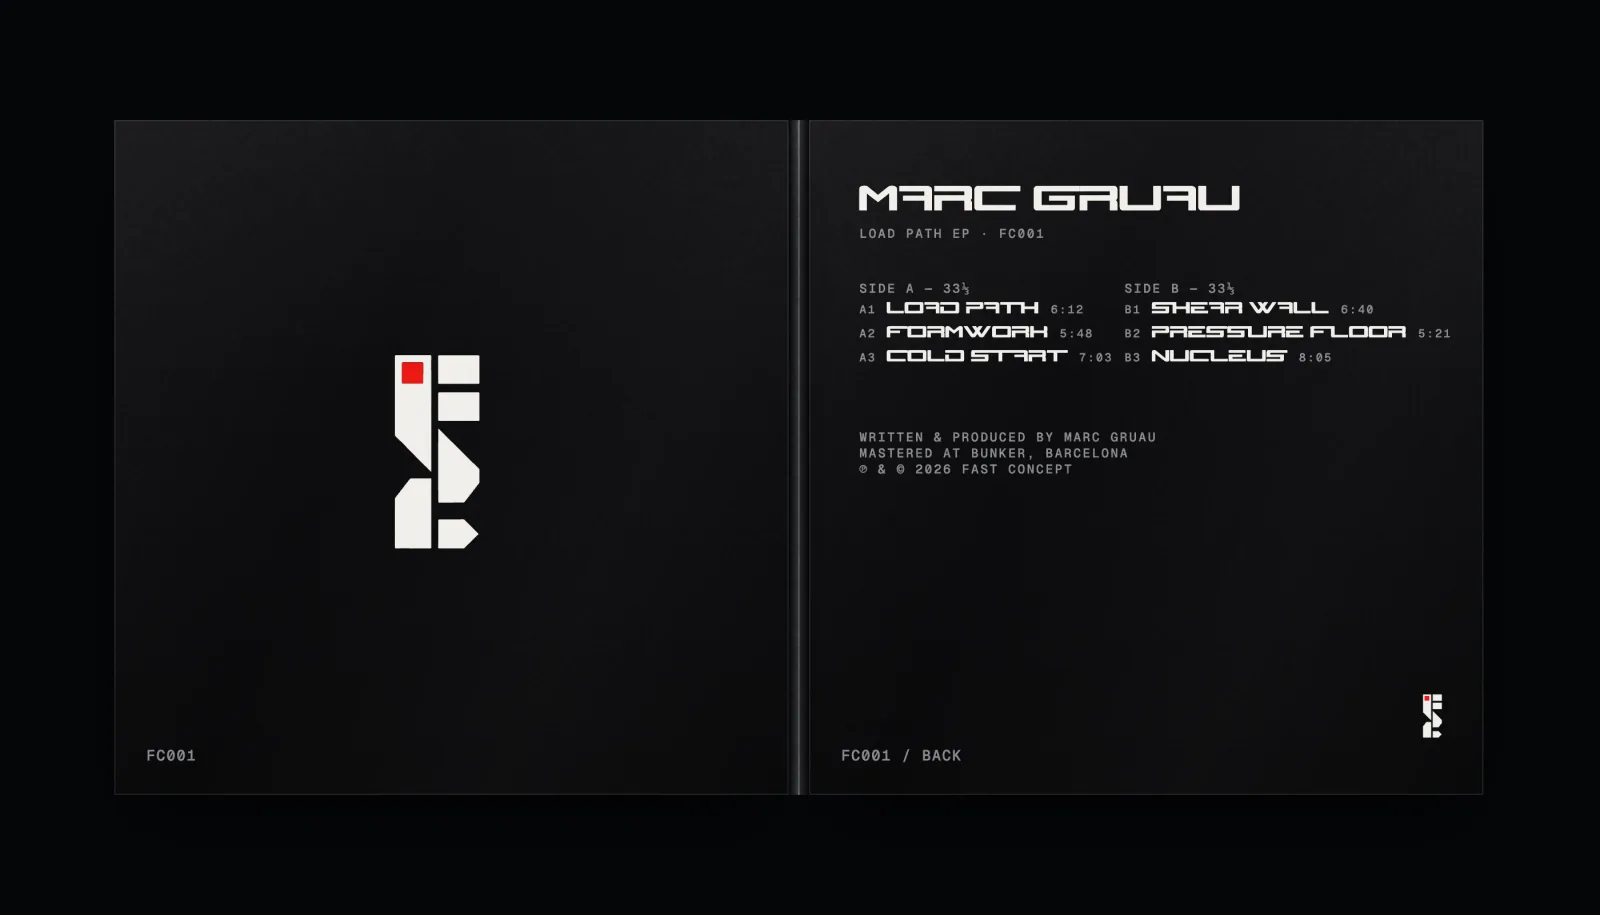 FC001
MARC GRUAU
LOAD PATH EP · FC001
SIDE A — 33⅓
A1 LOAD PATH 6:12
A2 FORMWORK 5:48
A3 COLD START 7:03
SIDE B — 33⅓
B1 SHEAR WALL 6:40
B2 PRESSURE FLOOR 5:21
B3 NUCLEUS 8:05
WRITTEN & PRODUCED BY MARC GRUAU
MASTERED AT BUNKER, BARCELONA
℗ & © 2026 FAST CONCEPT
FC001 / BACK